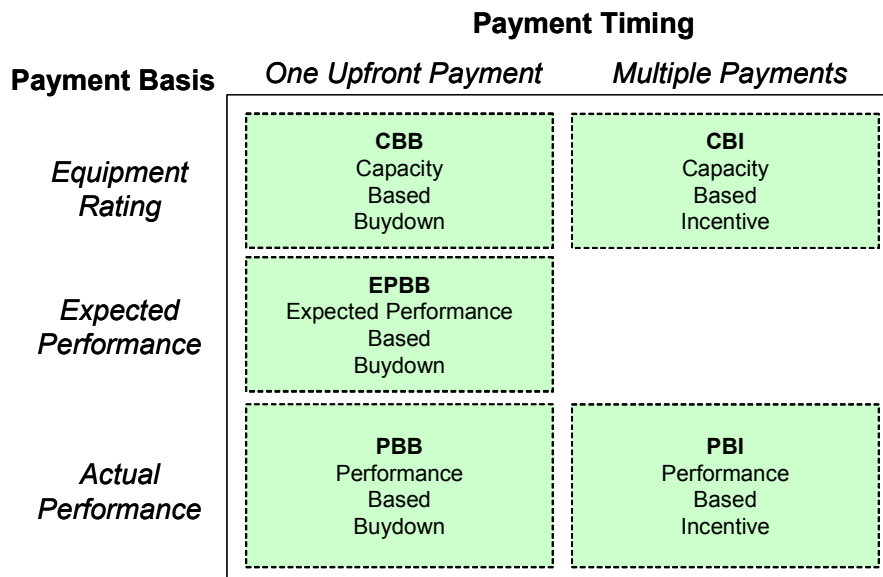 Payment Timing
Payment Basis
One Upfront Payment
Multiple Payments
Equipment
Rating
CBB
Capacity
Based
Buydown
CBI
Capacity
Based
Incentive
Expected
Performance
EPBB
Expected Performance
Based
Buydown
Actual
Performance
PBB
Performance
Based
Buydown
PBI
Performance
Based
Incentive